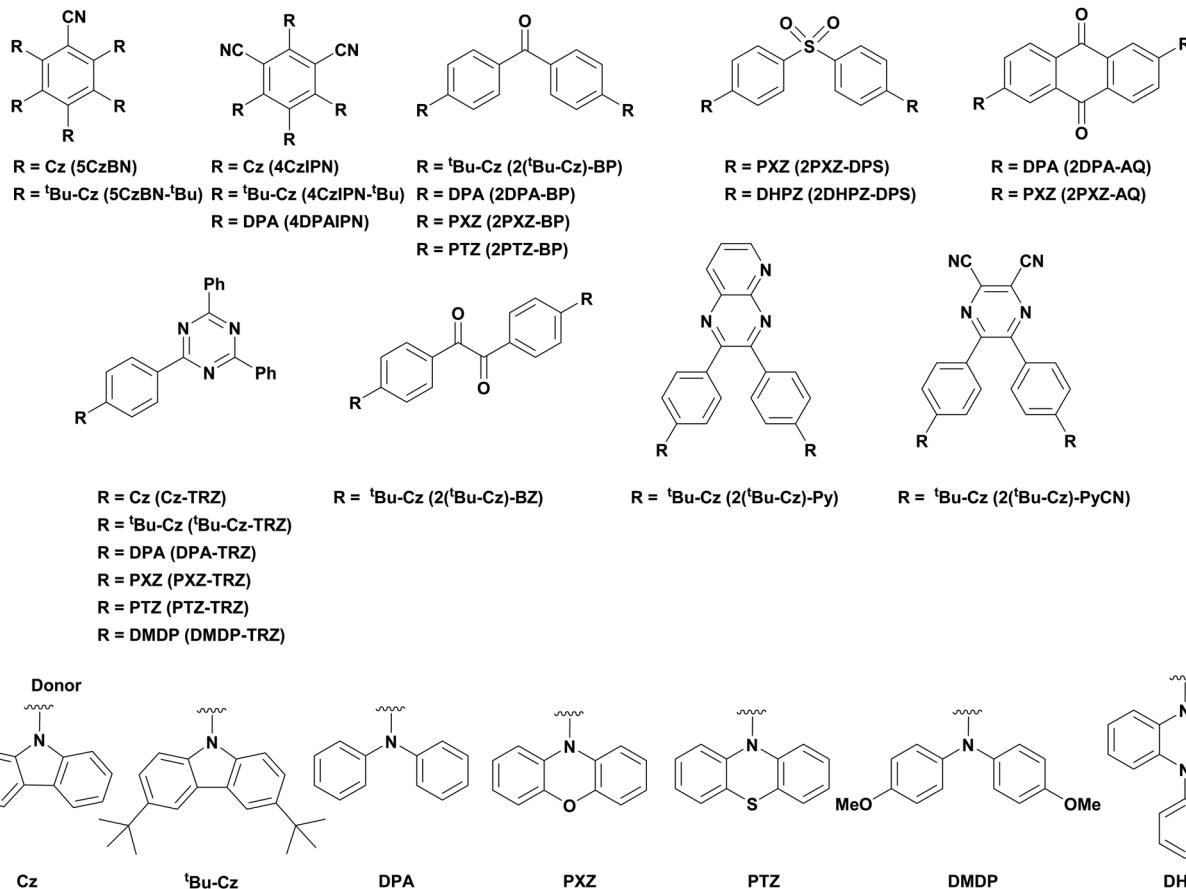 CN
R R
R R
R
R = Cz (5CzBN)
R = ᵗBu-Cz (5CzBN-ᵗBu)
R
NC CN
R R
R
R = Cz (4CzIPN)
R = ᵗBu-Cz (4CzIPN-ᵗBu)
R = DPA (4DPAIPN)
O
R R
R = ᵗBu-Cz (2(ᵗBu-Cz)-BP)
R = DPA (2DPA-BP)
R = PXZ (2PXZ-BP)
R = PTZ (2PTZ-BP)
O O
S
R R
R = PXZ (2PXZ-DPS)
R = DHPZ (2DHPZ-DPS)
O
R
R
O
R = DPA (2DPA-AQ)
R = PXZ (2PXZ-AQ)
Ph
N N
N Ph
R
R = Cz (Cz-TRZ)
R = ᵗBu-Cz (ᵗBu-Cz-TRZ)
R = DPA (DPA-TRZ)
R = PXZ (PXZ-TRZ)
R = PTZ (PTZ-TRZ)
R = DMDP (DMDP-TRZ)
R
O
O
R
R = ᵗBu-Cz (2(ᵗBu-Cz)-BZ)
N
N N
R R
R = ᵗBu-Cz (2(ᵗBu-Cz)-Py)
NC CN
N N
R R
R = ᵗBu-Cz (2(ᵗBu-Cz)-PyCN)
Donor
N
Cz
N
ᵗBu-Cz
N
DPA
N
O
PXZ
N
S
PTZ
N
MeO OMe
DMDP
N
N